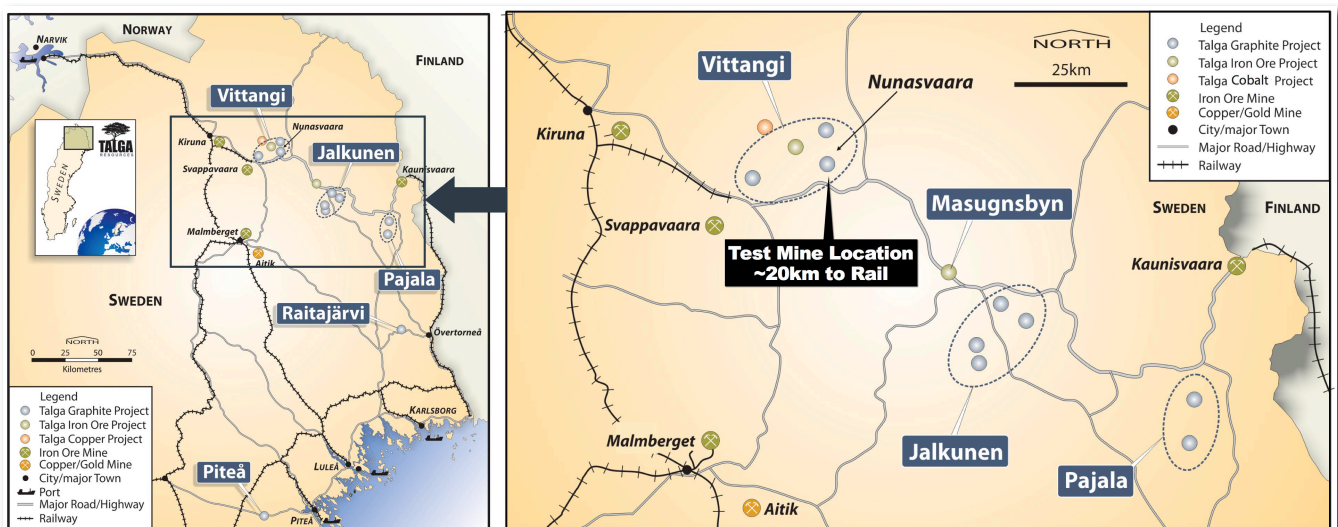 NARVIK
NORWAY
FINLAND
Vittangi
Nunasvaara
Kiruna
Jalkunen
Svappavaara
Kaunisvaara
TALGA
RESOURCES
SWEDEN
Malmberget
Aitik
Pajala
SWEDEN
Raitajärvi
Övertorneå
NORTH
0 25 50 75
Kilometres
Legend
Talga Graphite Project
Talga Iron Ore Project
Talga Copper Project
Iron Ore Mine
Copper/Gold Mine
City/major Town
Port
Major Road/Highway
Railway
KARLSBORG
LULEÅ
Piteå
PITEÅ
Vittangi
Nunasvaara
NORTH
25km
Legend
Talga Graphite Project
Talga Iron Ore Project
Talga Cobalt Project
Iron Ore Mine
Copper/Gold Mine
City/major Town
Major Road/Highway
Railway
Kiruna
Masugnsbyn
SWEDEN
FINLAND
Svappavaara
Test Mine Location
~20km to Rail
Kaunisvaara
Malmberget
Jalkunen
Pajala
Aitik